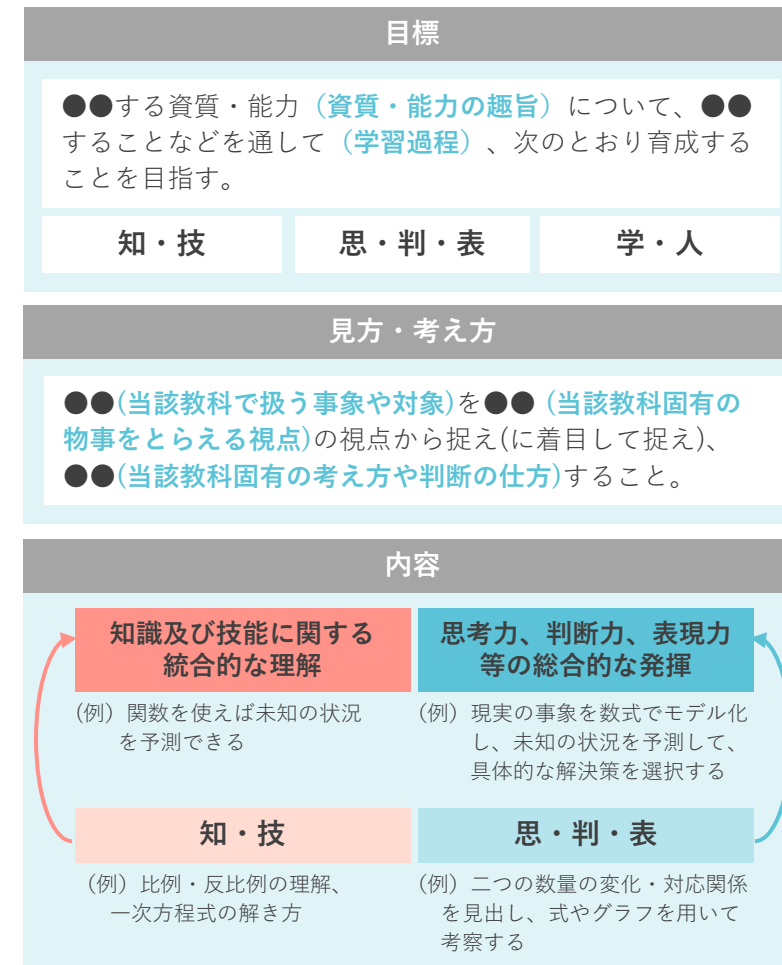 目標
●●する資質・能力（資質・能力の趣旨）について、●●
することなどを通して（学習過程）、次のとおり育成する
ことを目指す。
知・技
思・判・表
学・人
見方・考え方
●●(当該教科で扱う事象や対象)を●● (当該教科固有の
物事をとらえる視点)の視点から捉え(に着目して捉え)、
●●(当該教科固有の考え方や判断の仕方)すること。
内容
知識及び技能に関する
統合的な理解
（例）関数を使えば未知の状況
を予測できる
思考力、判断力、表現力
等の総合的な発揮
（例）現実の事象を数式でモデル化
し、未知の状況を予測して、
具体的な解決策を選択する
知・技
（例）比例・反比例の理解、
一次方程式の解き方
思・判・表
（例）二つの数量の変化・対応関係
を見出し、式やグラフを用いて
考察する